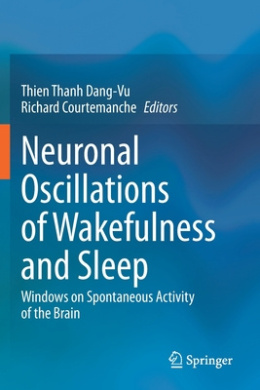 Thien Thanh Dang-Vu
Richard Courtemanche Editors
Neuronal
Oscillations
of Wakefulness
and Sleep
Windows on Spontaneous Activity
of the Brain
Springer